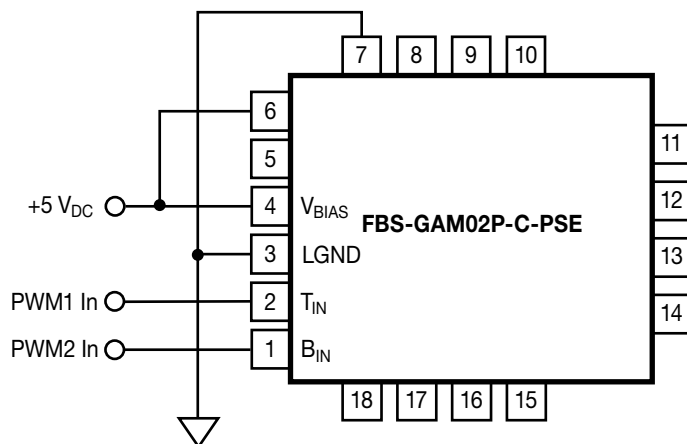 7 8 9 10
6
11
5
12
+5 VDC 4 VBIAS
FBS-GAM02P-C-PSE
3 LGND
13
PWM1 In 2 TIN
14
PWM2 In 1 BIN
18 17 16 15